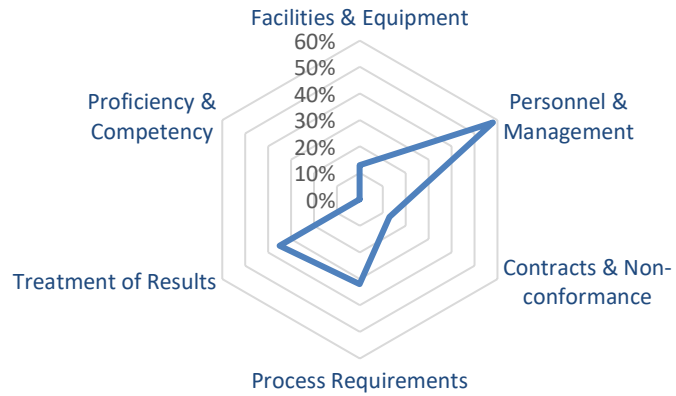 Facilities & Equipment
60%
50%
40%
30%
20%
10%
0%
Proficiency &
Competency
Personnel &
Management
Treatment of Results
Contracts & Non-
conformance
Process Requirements